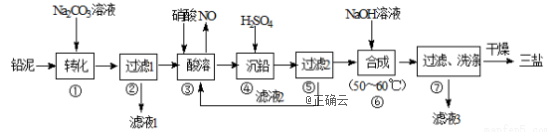 Na₂CO₃溶液 硝酸 NO H₂SO₄ NaOH溶液
铅泥 转化 过滤1 酸溶 沉铅 过滤2 合成 过滤、洗涤 干燥 三盐
① ② ③ ④ ⑤ (50～60℃) ⑦
滤液2 @正确云 ⑥
滤液1 滤液3